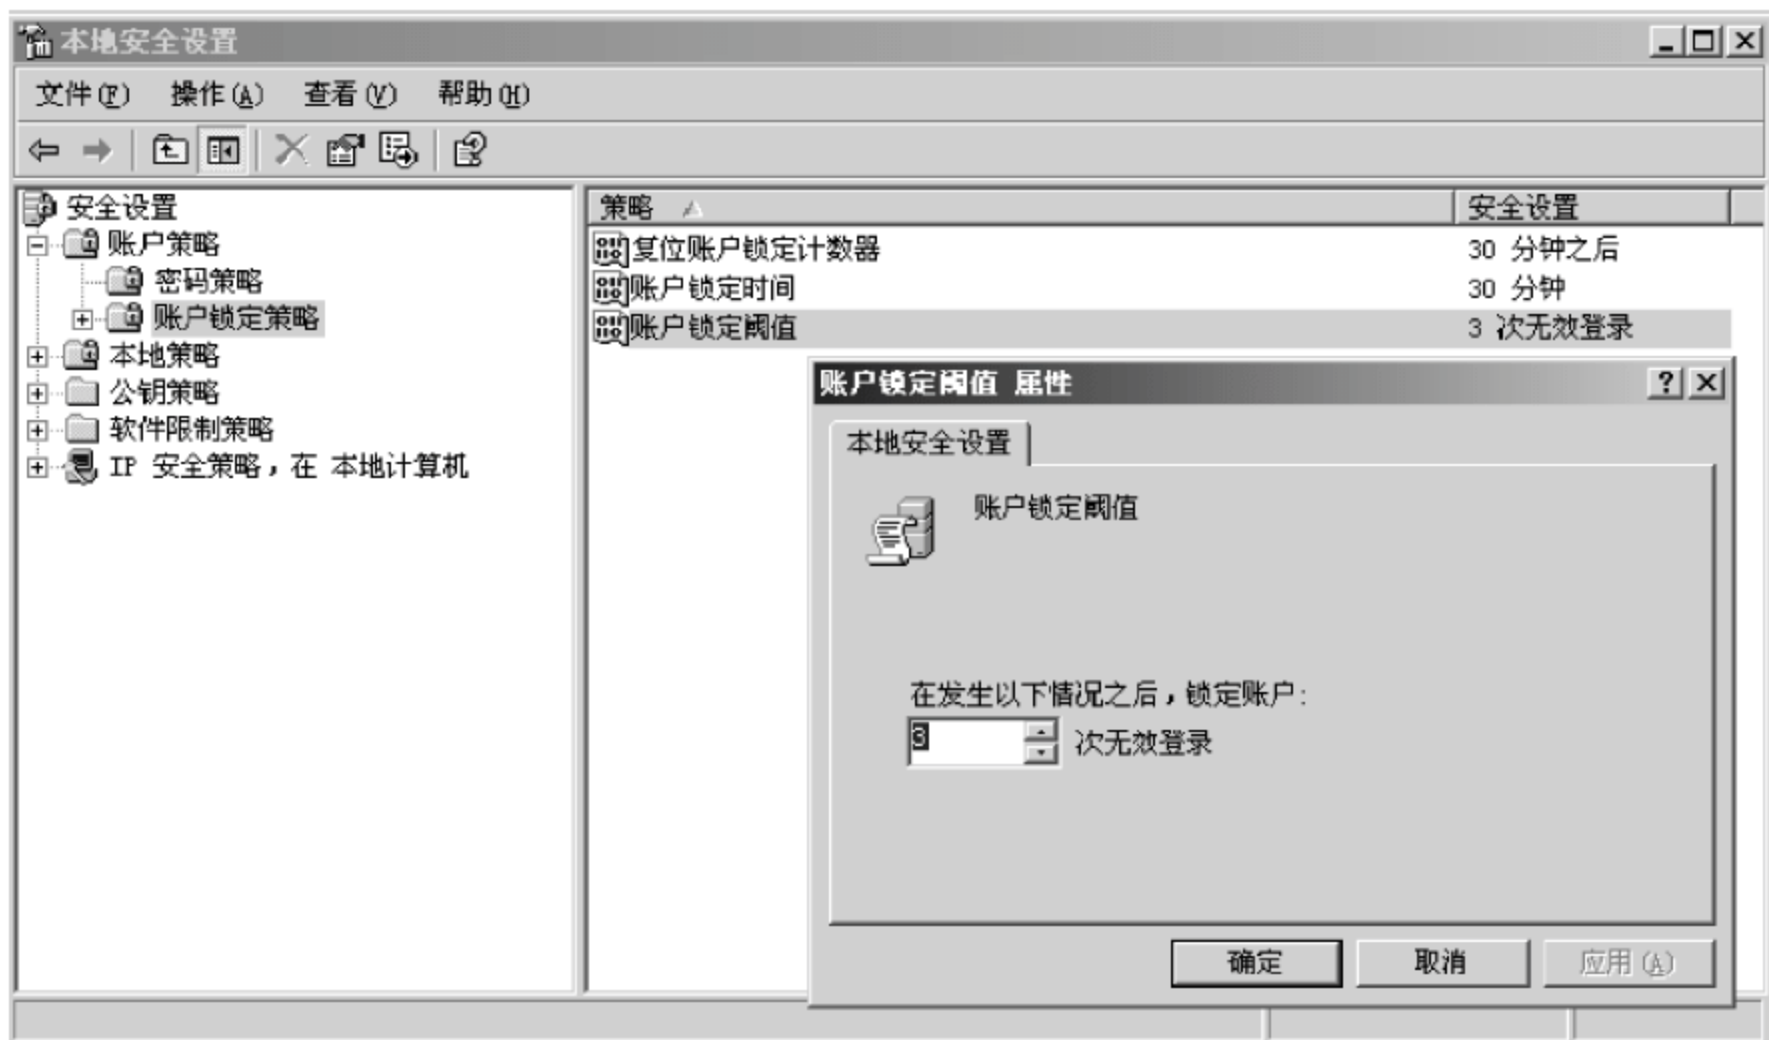 本地安全设置
文件(F) 操作(A) 查看(V) 帮助(H)
安全设置
账户策略
密码策略
账户锁定策略
本地策略
公钥策略
软件限制策略
IP 安全策略，在 本地计算机
策略 安全设置
复位账户锁定计数器 30 分钟之后
账户锁定时间 30 分钟
账户锁定阈值 3 次无效登录
账户锁定阈值 属性
本地安全设置
账户锁定阈值
在发生以下情况之后，锁定账户:
3 次无效登录
确定 取消 应用(A)